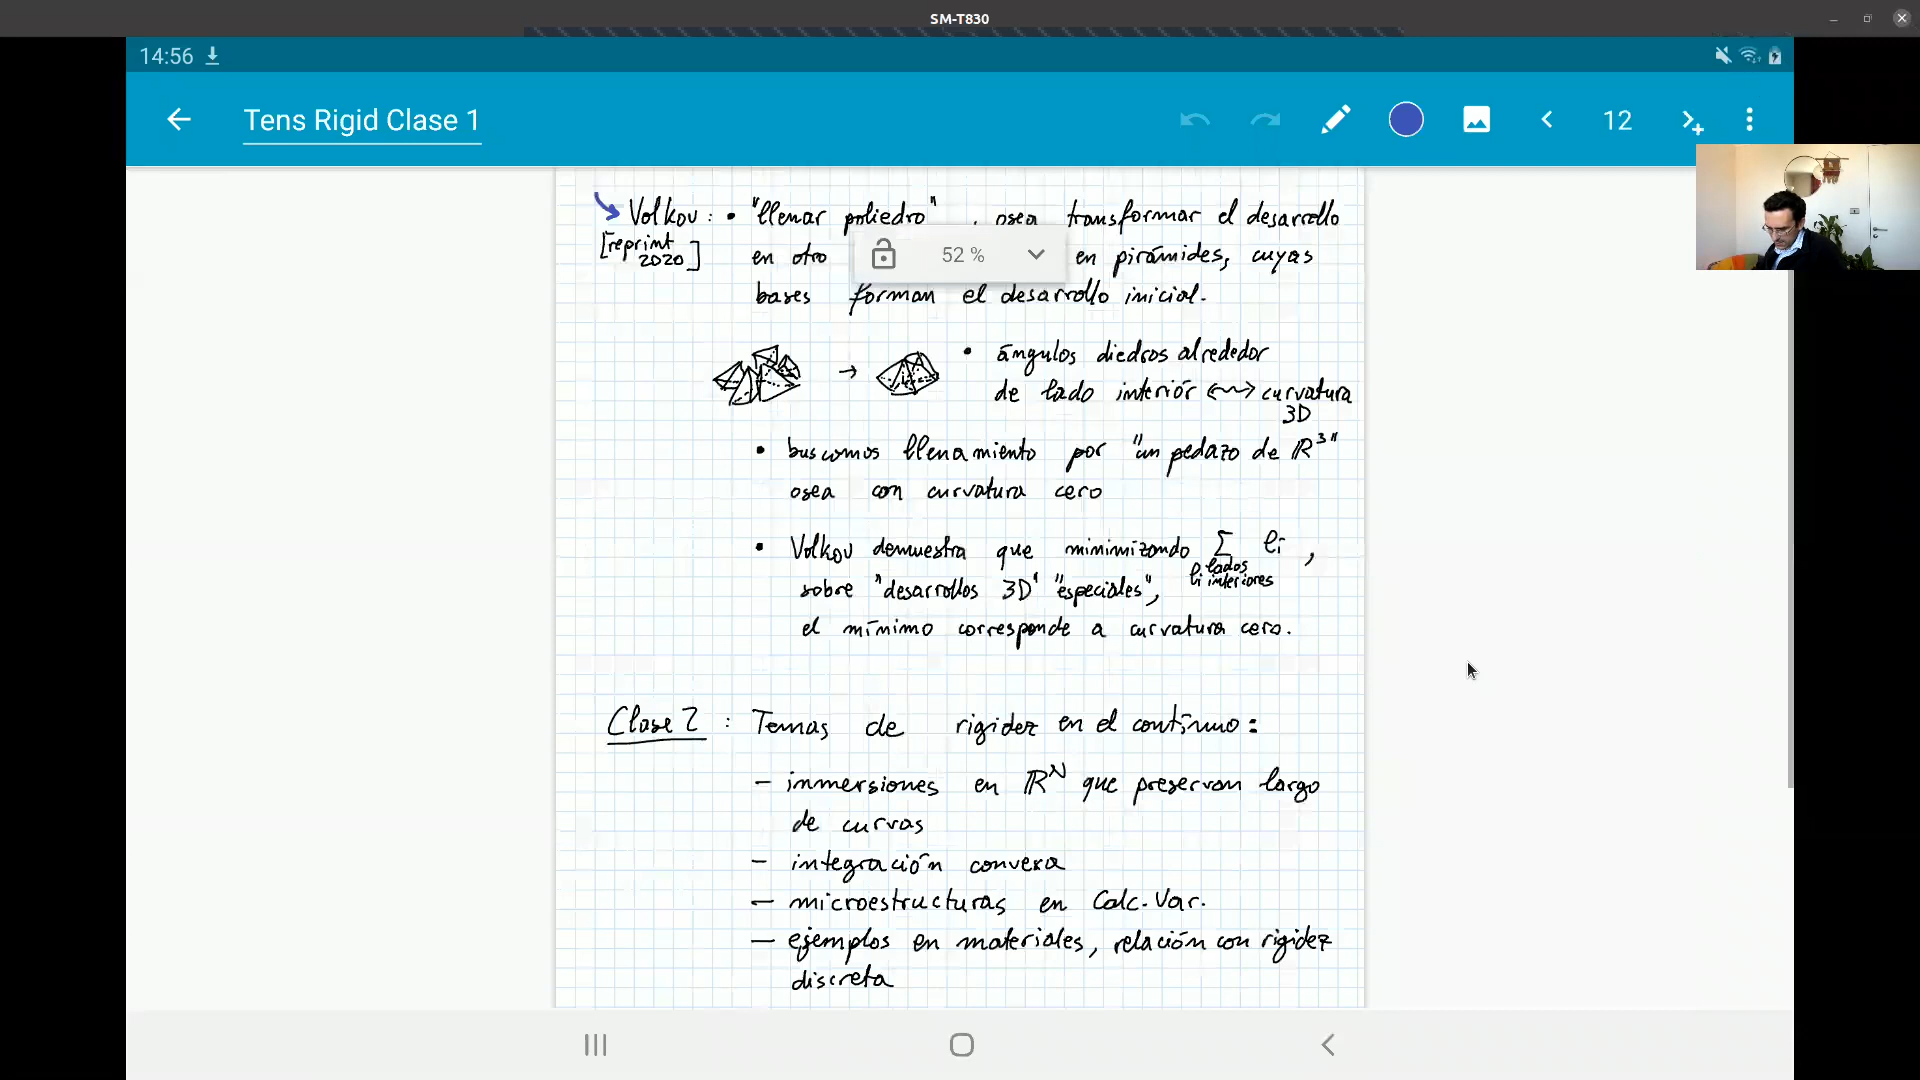 SM-T830
14:56
Tens Rigid Clase 1
12
Volkov : • "llenar poliedro" , osea transformar el desarrollo
[reprint 2020]
en otro
52 %
en pirámides, cuyas
bases forman el desarrollo inicial.
• ángulos diedros alrededor
→
de lado interior ↔ curvatura
3D
• buscamos llenamiento por "un pedazo de ℝ³"
osea con curvatura cero
• Volkov demuestra que minimizando ∑ ℓi ,
ℓi lados interiores
sobre "desarrollos 3D" "especiales",
el mínimo corresponde a curvatura cero.
Clase 2 : Temas de rigidez en el contínuo :
- inmersiones en ℝᴺ que preservan largo
de curvas
- integración convexa
- microestructuras en Calc. Var.
- ejemplos en materiales, relación con rigidez
discreta